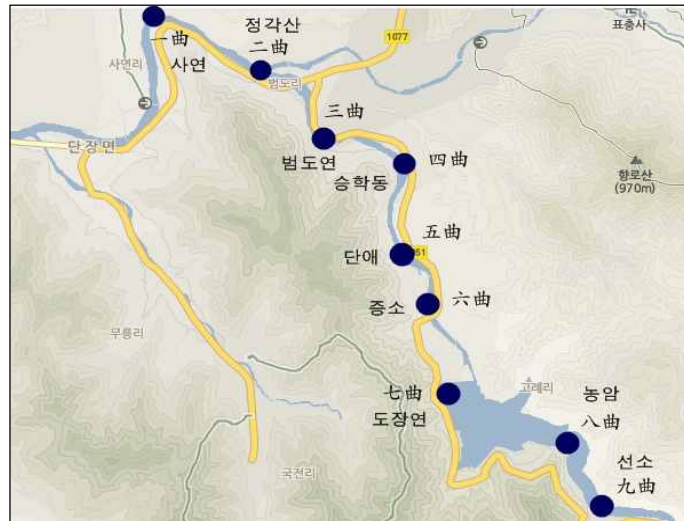 一曲
사연
사연리
정각산
二曲
범도리
1077
표충사
三曲
범도연
단장면
四曲
승학동
향로산
(970m)
五曲
단애
51
증소
六曲
무릉리
고례리
七曲
도장연
농암
八曲
국전리
선소
九曲